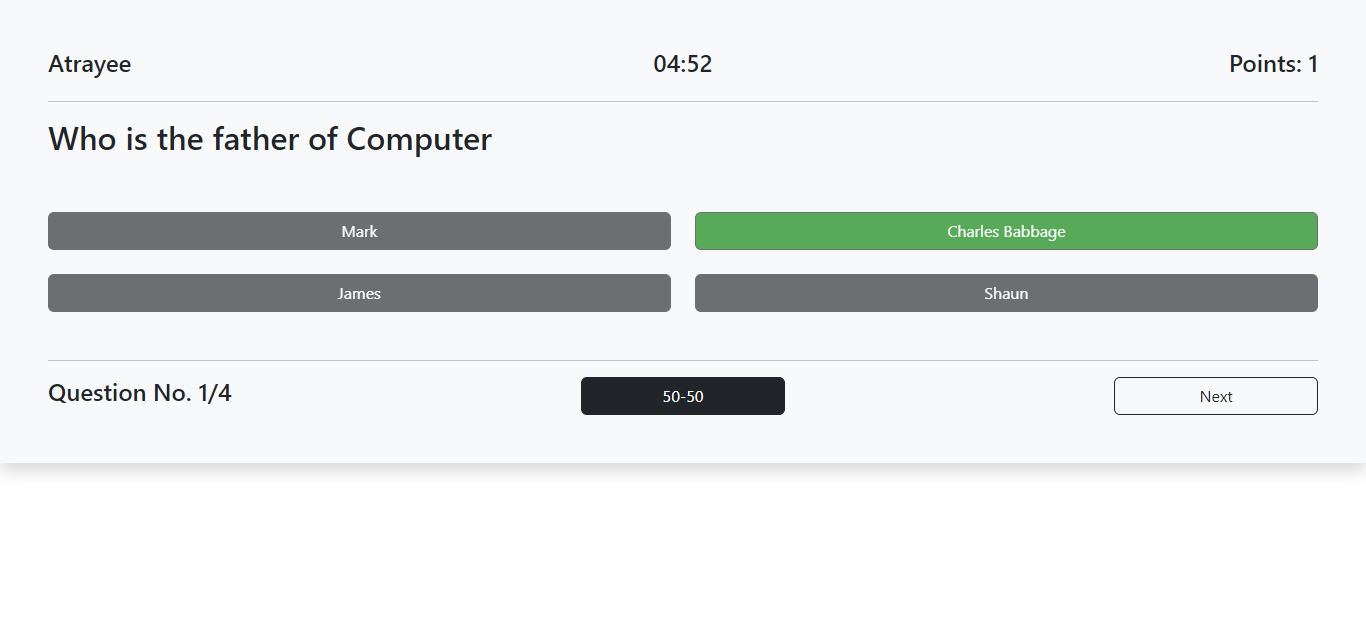 Atrayee 04:52 Points: 1
Who is the father of Computer
Mark Charles Babbage
James Shaun
Question No. 1/4 50-50 Next